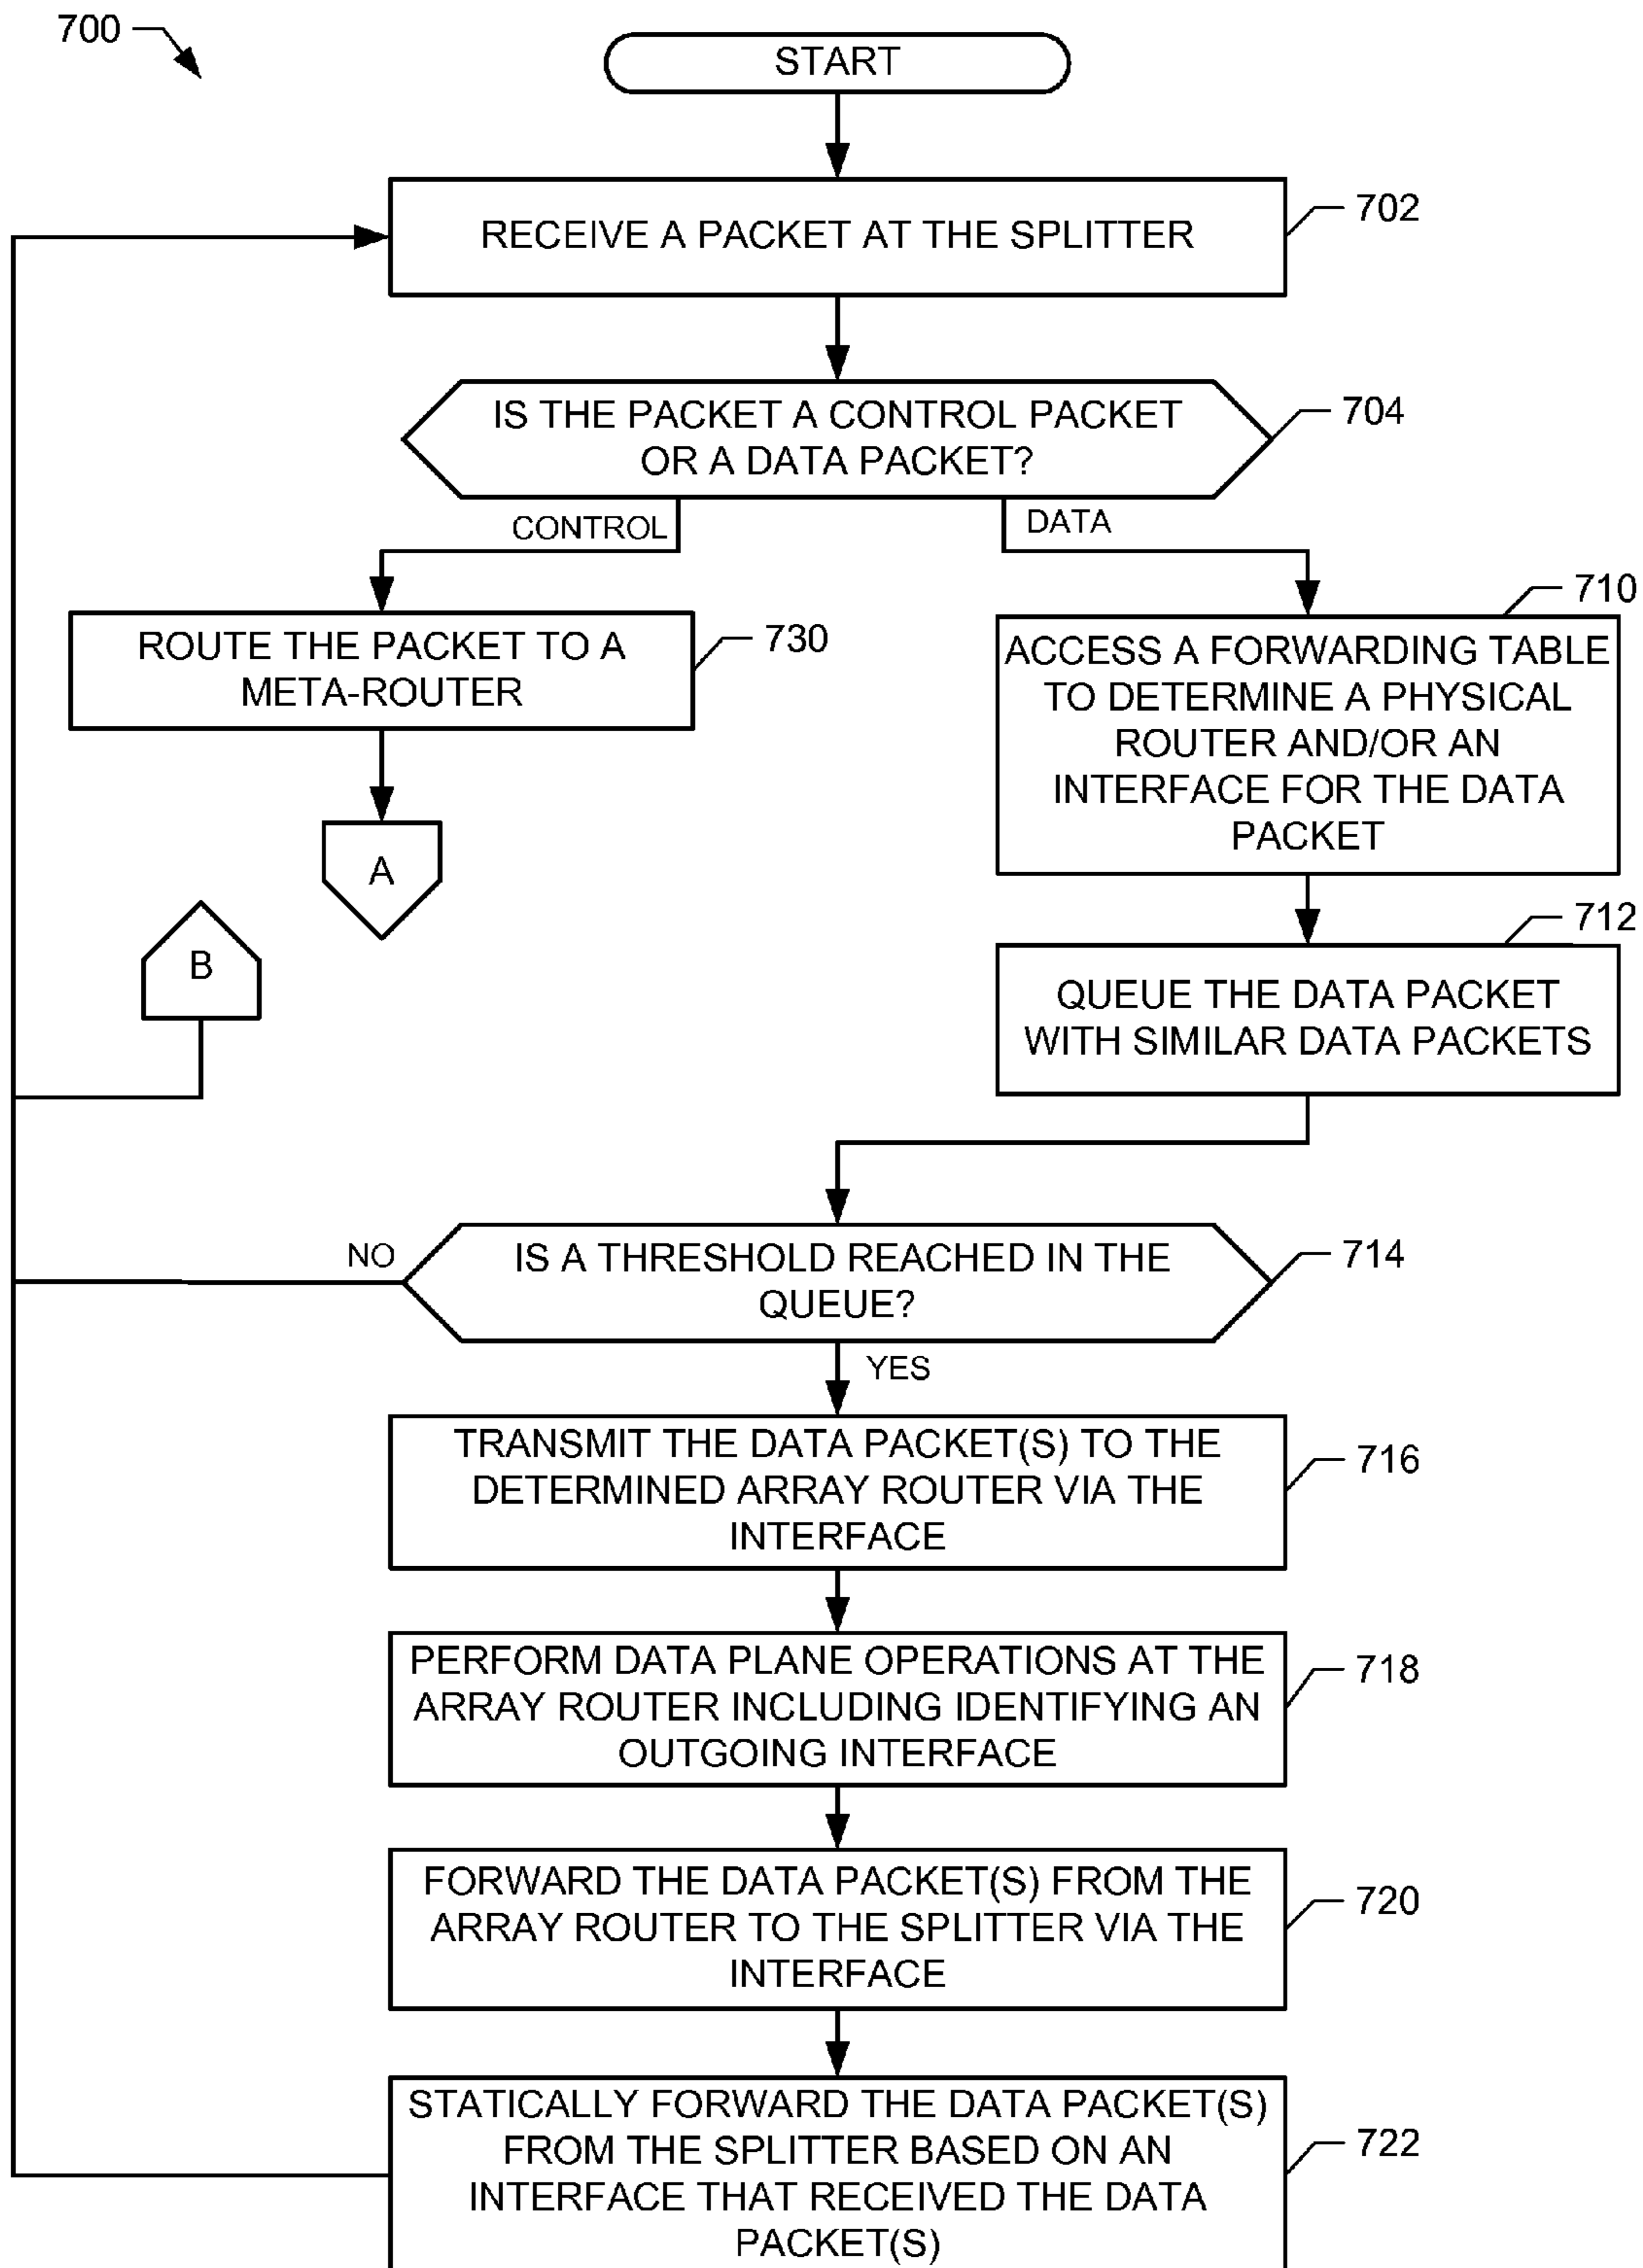 700
START
RECEIVE A PACKET AT THE SPLITTER
702
IS THE PACKET A CONTROL PACKET
OR A DATA PACKET?
704
CONTROL
DATA
ROUTE THE PACKET TO A
META-ROUTER
730
A
B
710
ACCESS A FORWARDING TABLE
TO DETERMINE A PHYSICAL
ROUTER AND/OR AN
INTERFACE FOR THE DATA
PACKET
712
QUEUE THE DATA PACKET
WITH SIMILAR DATA PACKETS
NO
IS A THRESHOLD REACHED IN THE
QUEUE?
714
YES
TRANSMIT THE DATA PACKET(S) TO THE
DETERMINED ARRAY ROUTER VIA THE
INTERFACE
716
PERFORM DATA PLANE OPERATIONS AT THE
ARRAY ROUTER INCLUDING IDENTIFYING AN
OUTGOING INTERFACE
718
FORWARD THE DATA PACKET(S) FROM THE
ARRAY ROUTER TO THE SPLITTER VIA THE
INTERFACE
720
STATICALLY FORWARD THE DATA PACKET(S)
FROM THE SPLITTER BASED ON AN
INTERFACE THAT RECEIVED THE DATA
PACKET(S)
722